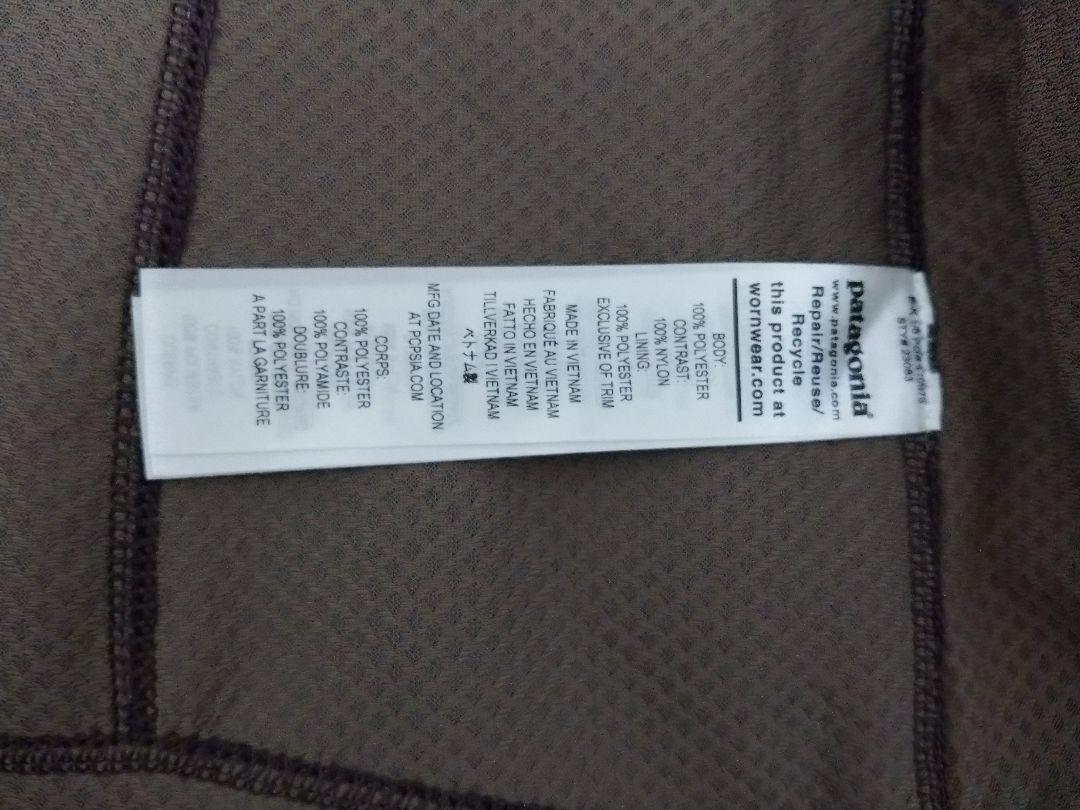 patagonia®
www.patagonia.com
Repair/Reuse/
Recycle
this product at
wornwear.com
BODY:
100% POLYESTER
CONTRAST:
100% NYLON
LINING:
100% POLYESTER
EXCLUSIVE OF TRIM
MADE IN VIETNAM
FABRIQUÉ AU VIETNAM
HECHO EN VIETNAM
FATTO IN VIETNAM
TILLVERKAD I VIETNAM
ベトナム製
MFG DATE AND LOCATION
AT PCPSIA.COM
CORPS:
100% POLYESTER
CONTRASTE:
100% POLYAMIDE
DOUBLURE:
100% POLYESTER
A PART LA GARNITURE